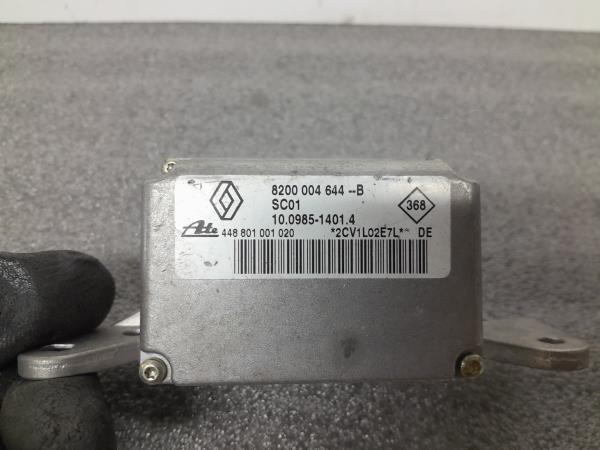 8200 004 644 --B
SC01
10.0985-1401.4
368
Ate 448 801 001 020 *2CV1L02E7L*~ DE